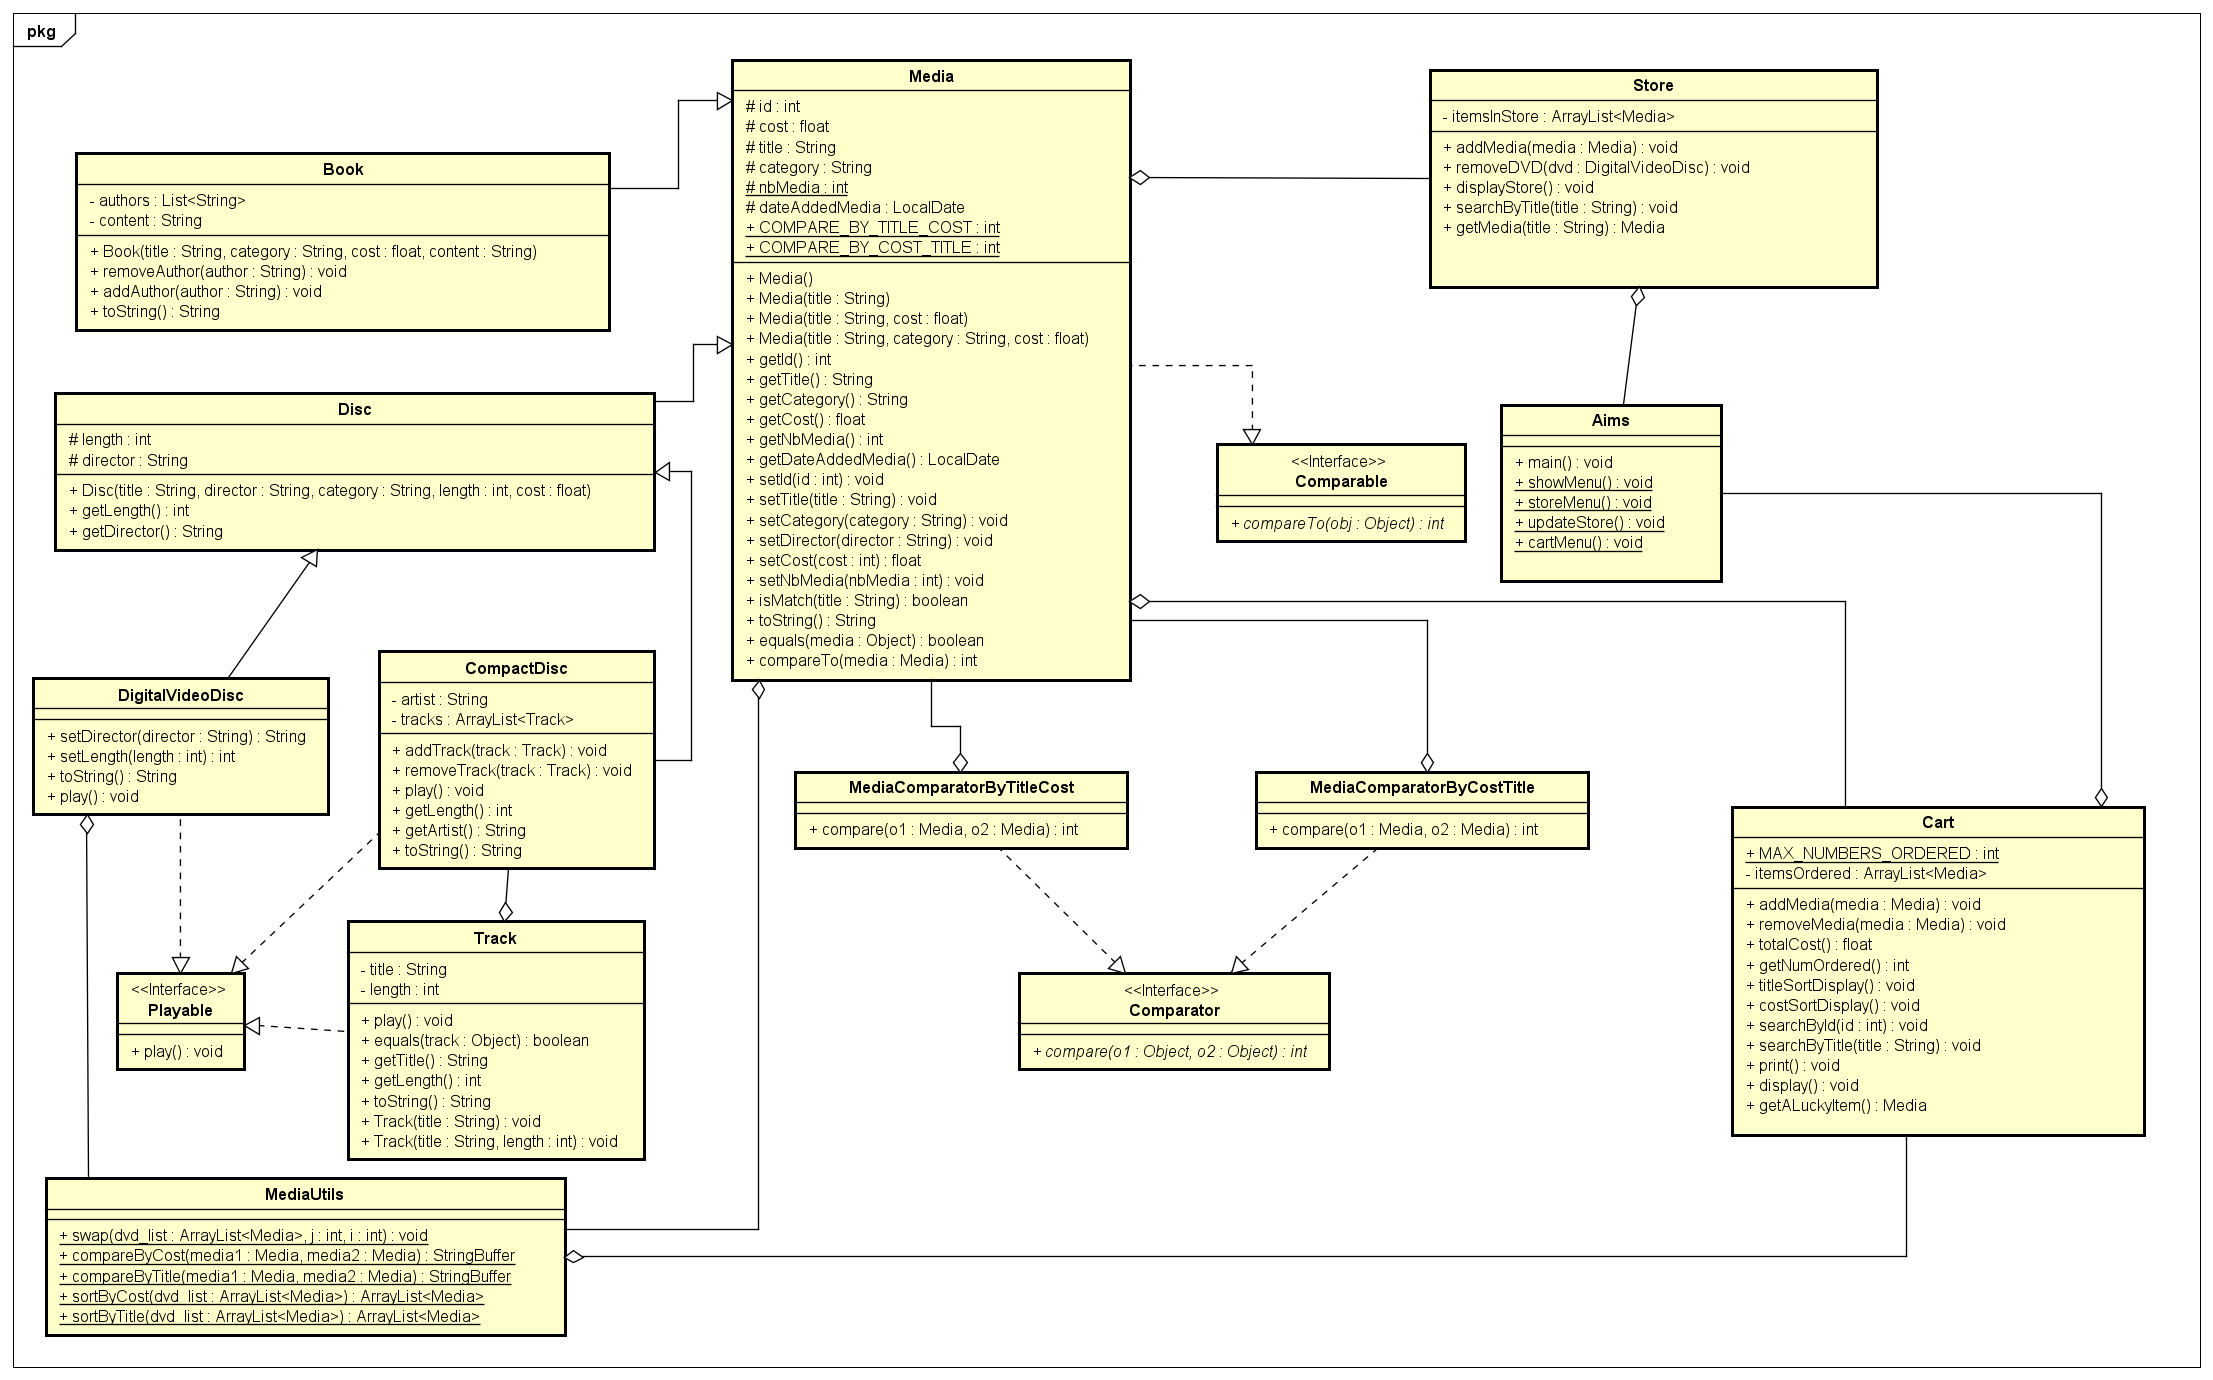 pkg
Media
# id : int
# cost : float
# title : String
# category : String
# nbMedia : int
# dateAddedMedia : LocalDate
+ COMPARE_BY_TITLE_COST : int
+ COMPARE_BY_COST_TITLE : int
+ Media()
+ Media(title : String)
+ Media(title : String, cost : float)
+ Media(title : String, category : String, cost : float)
+ getId() : int
+ getTitle() : String
+ getCategory() : String
+ getCost() : float
+ getNbMedia() : int
+ getDateAddedMedia() : LocalDate
+ setId(id : int) : void
+ setTitle(title : String) : void
+ setCategory(category : String) : void
+ setDirector(director : String) : void
+ setCost(cost : int) : float
+ setNbMedia(nbMedia : int) : void
+ isMatch(title : String) : boolean
+ toString() : String
+ equals(media : Object) : boolean
+ compareTo(media : Media) : int
Store
- itemsInStore : ArrayList<Media>
+ addMedia(media : Media) : void
+ removeDVD(dvd : DigitalVideoDisc) : void
+ displayStore() : void
+ searchByTitle(title : String) : void
+ getMedia(title : String) : Media
Book
- authors : List<String>
- content : String
+ Book(title : String, category : String, cost : float, content : String)
+ removeAuthor(author : String) : void
+ addAuthor(author : String) : void
+ toString() : String
Disc
# length : int
# director : String
+ Disc(title : String, director : String, category : String, length : int, cost : float)
+ getLength() : int
+ getDirector() : String
<<Interface>>
Comparable
+ compareTo(obj : Object) : int
Aims
+ main() : void
+ showMenu() : void
+ storeMenu() : void
+ updateStore() : void
+ cartMenu() : void
DigitalVideoDisc
+ setDirector(director : String) : String
+ setLength(length : int) : int
+ toString() : String
+ play() : void
CompactDisc
- artist : String
- tracks : ArrayList<Track>
+ addTrack(track : Track) : void
+ removeTrack(track : Track) : void
+ play() : void
+ getLength() : int
+ getArtist() : String
+ toString() : String
MediaComparatorByTitleCost
+ compare(o1 : Media, o2 : Media) : int
MediaComparatorByCostTitle
+ compare(o1 : Media, o2 : Media) : int
Cart
+ MAX_NUMBERS_ORDERED : int
- itemsOrdered : ArrayList<Media>
+ addMedia(media : Media) : void
+ removeMedia(media : Media) : void
+ totalCost() : float
+ getNumOrdered() : int
+ titleSortDisplay() : void
+ costSortDisplay() : void
+ searchById(id : int) : void
+ searchByTitle(title : String) : void
+ print() : void
+ display() : void
+ getALuckyItem() : Media
Track
- title : String
- length : int
+ play() : void
+ equals(track : Object) : boolean
+ getTitle() : String
+ getLength() : int
+ toString() : String
+ Track(title : String) : void
+ Track(title : String, length : int) : void
<<Interface>>
Playable
+ play() : void
<<Interface>>
Comparator
+ compare(o1 : Object, o2 : Object) : int
MediaUtils
+ swap(dvd_list : ArrayList<Media>, j : int, i : int) : void
+ compareByCost(media1 : Media, media2 : Media) : StringBuffer
+ compareByTitle(media1 : Media, media2 : Media) : StringBuffer
+ sortByCost(dvd_list : ArrayList<Media>) : ArrayList<Media>
+ sortByTitle(dvd_list : ArrayList<Media>) : ArrayList<Media>